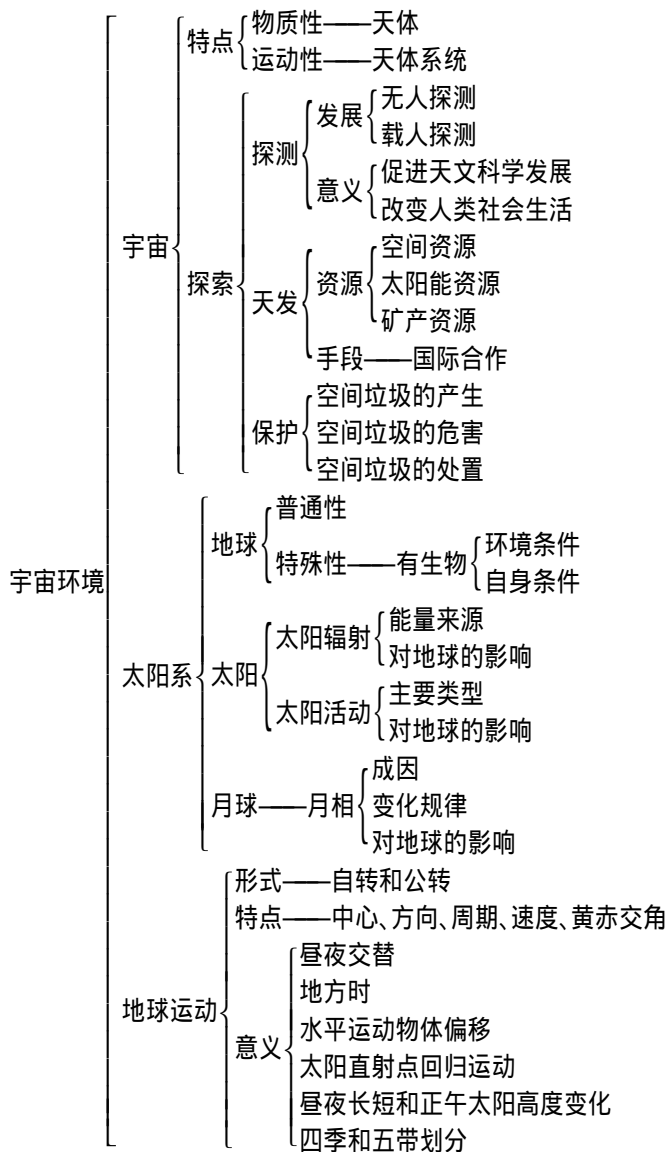 特点
物质性——天体
运动性——天体系统
发展
无人探测
载人探测
探测
意义
促进天文科学发展
改变人类社会生活
宇宙
探索
天发
资源
空间资源
太阳能资源
矿产资源
手段——国际合作
保护
空间垃圾的产生
空间垃圾的危害
空间垃圾的处置
宇宙环境
太阳系
地球
普通性
特殊性——有生物
环境条件
自身条件
太阳
太阳辐射
能量来源
对地球的影响
太阳活动
主要类型
对地球的影响
月球——月相
成因
变化规律
对地球的影响
地球运动
形式——自转和公转
特点——中心、方向、周期、速度、黄赤交角
意义
昼夜交替
地方时
水平运动物体偏移
太阳直射点回归运动
昼夜长短和正午太阳高度变化
四季和五带划分